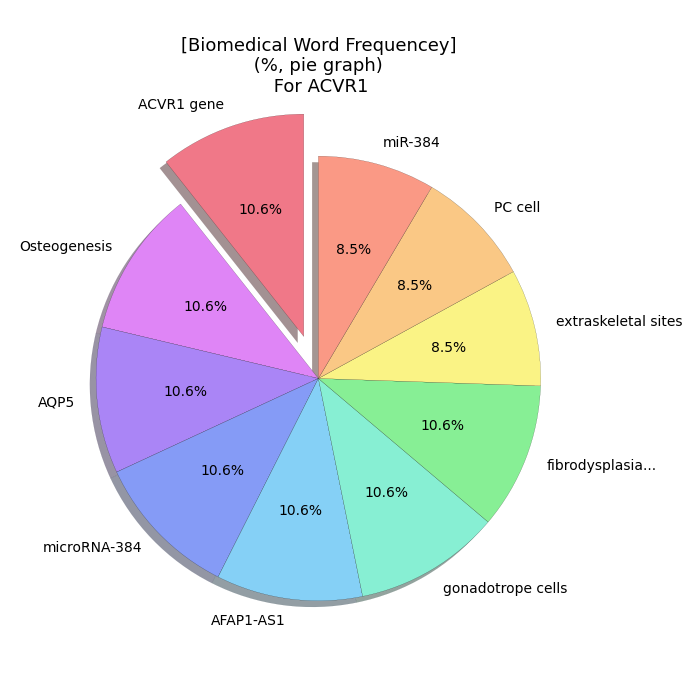 [Biomedical Word Frequencey]
(%, pie graph)
For ACVR1
ACVR1 gene
miR-384
PC cell
Osteogenesis
extraskeletal sites
AQP5
fibrodysplasia...
microRNA-384
gonadotrope cells
AFAP1-AS1
10.6%
8.5%
8.5%
10.6%
8.5%
10.6%
10.6%
10.6%
10.6%
10.6%